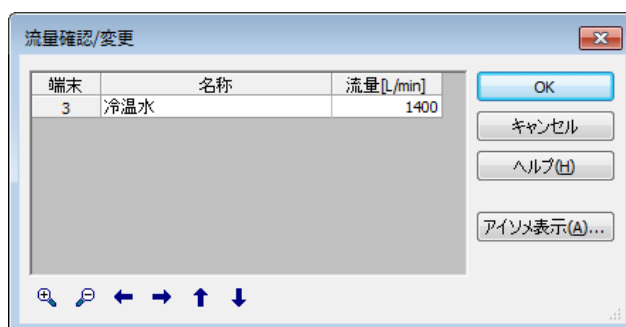 流量確認/変更
端末 名称 流量[L/min]
3 冷温水 1400
OK
キャンセル
ヘルプ(H)
アイソメ表示(A)...